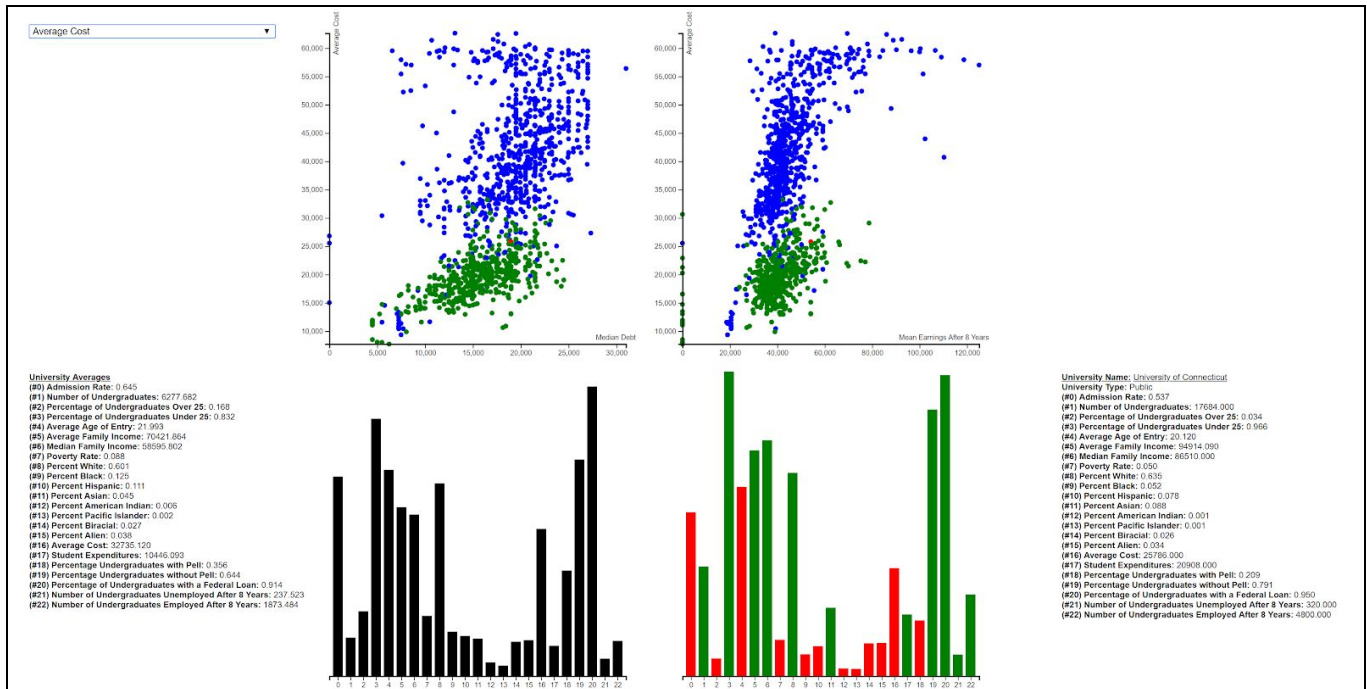 Average Cost
Average Cost
60,000
55,000
50,000
45,000
40,000
35,000
30,000
25,000
20,000
15,000
10,000
Median Debt
0 5,000 10,000 15,000 20,000 25,000 30,000
Average Cost
60,000
55,000
50,000
45,000
40,000
35,000
30,000
25,000
20,000
15,000
10,000
Mean Earnings After 8 Years
0 20,000 40,000 60,000 80,000 100,000 120,000
University Averages
(#0) Admission Rate: 0.645
(#1) Number of Undergraduates: 6277.682
(#2) Percentage of Undergraduates Over 25: 0.168
(#3) Percentage of Undergraduates Under 25: 0.832
(#4) Average Age of Entry: 21.993
(#5) Average Family Income: 70421.864
(#6) Median Family Income: 58595.802
(#7) Poverty Rate: 0.088
(#8) Percent White: 0.601
(#9) Percent Black: 0.125
(#10) Percent Hispanic: 0.111
(#11) Percent Asian: 0.045
(#12) Percent American Indian: 0.006
(#13) Percent Pacific Islander: 0.002
(#14) Percent Biracial: 0.027
(#15) Percent Alien: 0.038
(#16) Average Cost: 32735.120
(#17) Student Expenditures: 10446.093
(#18) Percentage Undergraduates with Pell: 0.356
(#19) Percentage Undergraduates without Pell: 0.644
(#20) Percentage of Undergraduates with a Federal Loan: 0.914
(#21) Number of Undergraduates Unemployed After 8 Years: 237.523
(#22) Number of Undergraduates Employed After 8 Years: 1873.484
0 1 2 3 4 5 6 7 8 9 10 11 12 13 14 15 16 17 18 19 20 21 22
0 1 2 3 4 5 6 7 8 9 10 11 12 13 14 15 16 17 18 19 20 21 22
University Name: University of Connecticut
University Type: Public
(#0) Admission Rate: 0.537
(#1) Number of Undergraduates: 17684.000
(#2) Percentage of Undergraduates Over 25: 0.034
(#3) Percentage of Undergraduates Under 25: 0.966
(#4) Average Age of Entry: 20.120
(#5) Average Family Income: 94914.090
(#6) Median Family Income: 86510.000
(#7) Poverty Rate: 0.050
(#8) Percent White: 0.635
(#9) Percent Black: 0.052
(#10) Percent Hispanic: 0.078
(#11) Percent Asian: 0.088
(#12) Percent American Indian: 0.001
(#13) Percent Pacific Islander: 0.001
(#14) Percent Biracial: 0.026
(#15) Percent Alien: 0.034
(#16) Average Cost: 25786.000
(#17) Student Expenditures: 20908.000
(#18) Percentage Undergraduates with Pell: 0.209
(#19) Percentage Undergraduates without Pell: 0.791
(#20) Percentage of Undergraduates with a Federal Loan: 0.950
(#21) Number of Undergraduates Unemployed After 8 Years: 320.000
(#22) Number of Undergraduates Employed After 8 Years: 4800.000